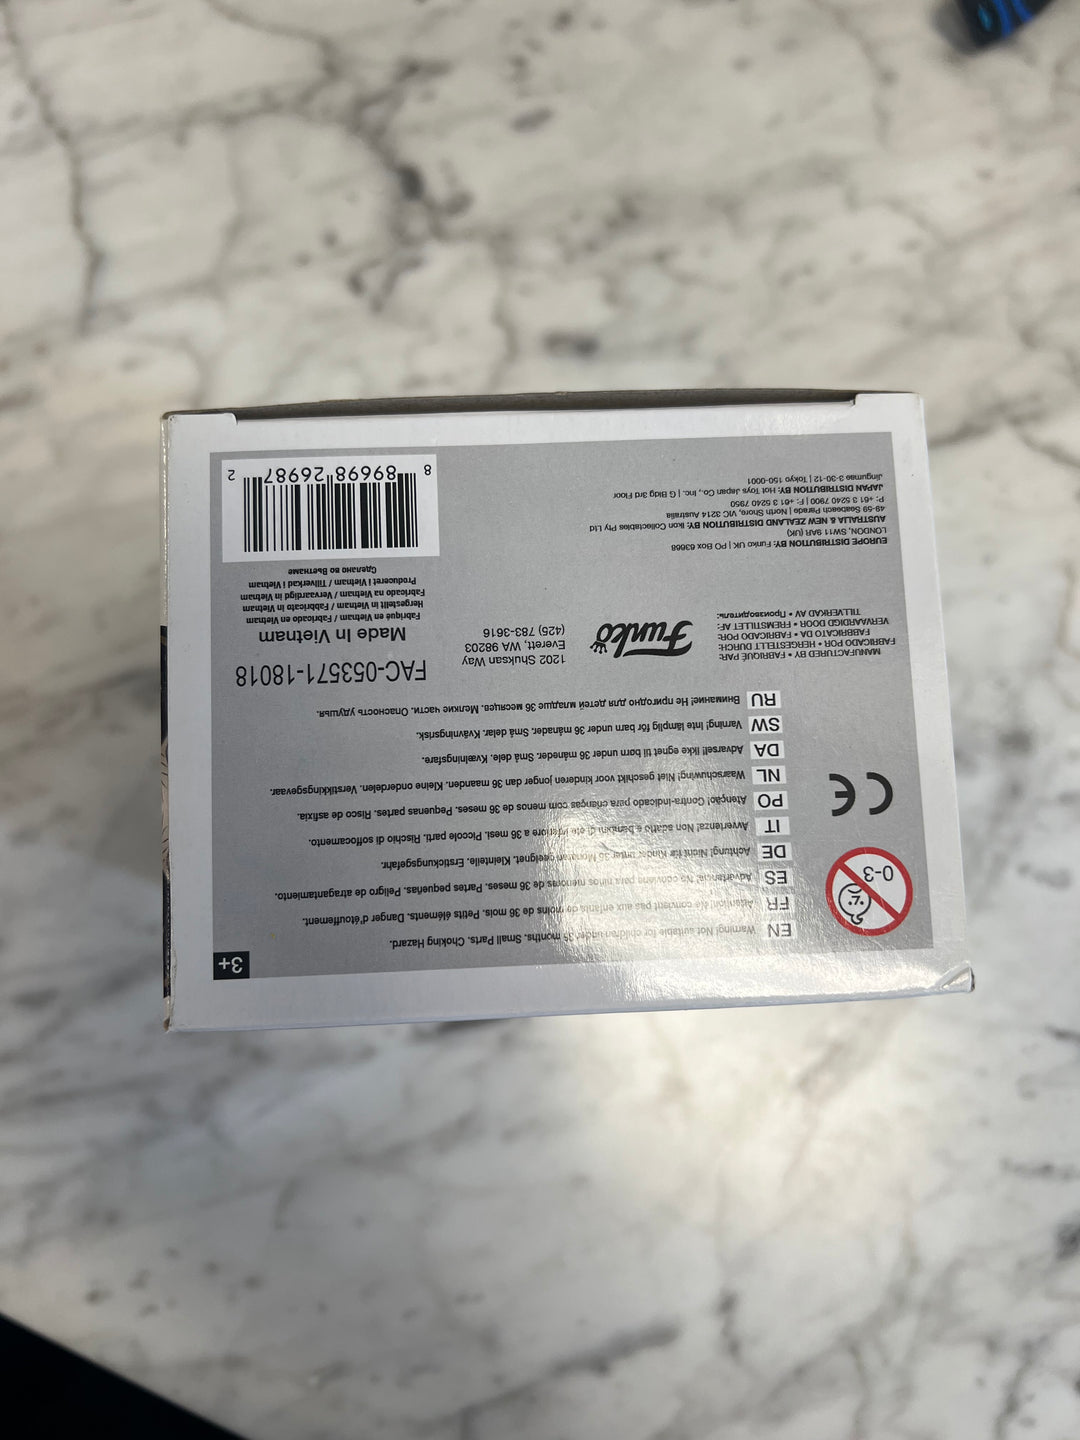 3+
EN Warning! Not suitable for children under 36 months. Small Parts. Choking Hazard.
FR Attention! Ne convient pas aux enfants de moins de 36 mois. Petits éléments. Danger d'étouffement.
ES ¡Advertencia! No conviene para niños menores de 36 meses. Partes pequeñas. Peligro de atragantamiento.
DE Achtung! Nicht für Kinder unter 36 Monaten geeignet. Kleinteile. Erstickungsgefahr.
IT Avvertenza! Non adatto a bambini di età inferiore a 36 mesi. Piccole parti. Rischio di soffocamento.
PO Atenção! Contra-indicado para crianças com menos de 36 meses. Pequenas partes. Risco de asfixia.
NL Waarschuwing! Niet geschikt voor kinderen jonger dan 36 maanden. Kleine onderdelen. Verstikkingsgevaar.
DA Advarsel! Ikke egnet til børn under 36 måneder. Små dele. Kvælningsfare.
SW Varning! Inte lämplig för barn under 36 månader. Små delar. Kvävningsrisk.
RU Внимание! Не пригодно для детей младше 36 месяцев. Мелкие части. Опасность удушья.
0-3
CE
MANUFACTURED BY • FABRIQUÉ PAR:
FABRICADO POR • HERGESTELLT DURCH:
FABBRICATO DA • FABRICADO POR:
VERVAARDIGD DOOR • FREMSTILLET AF:
TILLVERKAD AV • Производитель:
Funko
1202 Shuksan Way
Everett, WA 98203
(425) 783-3616
FAC-053571-18018
Made in Vietnam
Fabriqué en Vietnam / Fabricado en Vietnam
Hergestellt in Vietnam / Fabbricato in Vietnam
Fabricado na Vietnam / Vervaardigd in Vietnam
Produceret i Vietnam / Tillverkad i Vietnam
Сделано во Вьетнаме
EUROPE DISTRIBUTION BY: Funko UK | PO Box 63668
LONDON, SW11 9AR (UK)
AUSTRALIA & NEW ZEALAND DISTRIBUTION BY: Ikon Collectables Pty Ltd
49-59 Seabeach Parade | North Shore, VIC 3214 Australia
P: +61 3 5240 7900 | F: +61 3 5240 7950
JAPAN DISTRIBUTION BY: Hot Toys Japan Co., Inc. | G Bldg 3rd Floor
Jingumae 3-30-12 | Tokyo 150-0001
8 89698 26987 2